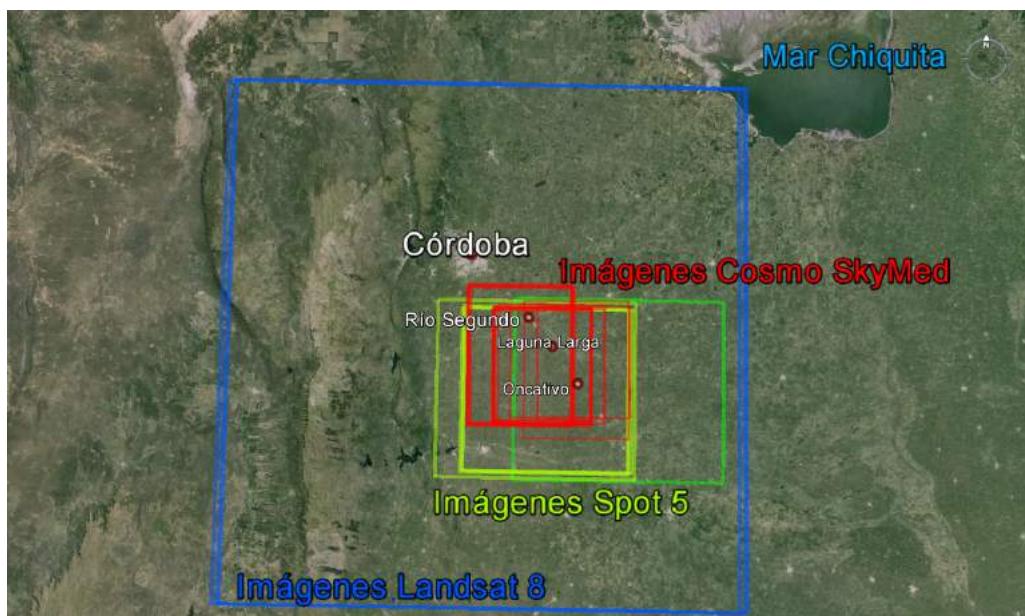 Mar Chiquita
N
Córdoba
Imágenes Cosmo SkyMed
Río Segundo
Laguna Larga
Oncativo
Imágenes Spot 5
Imágenes Landsat 8